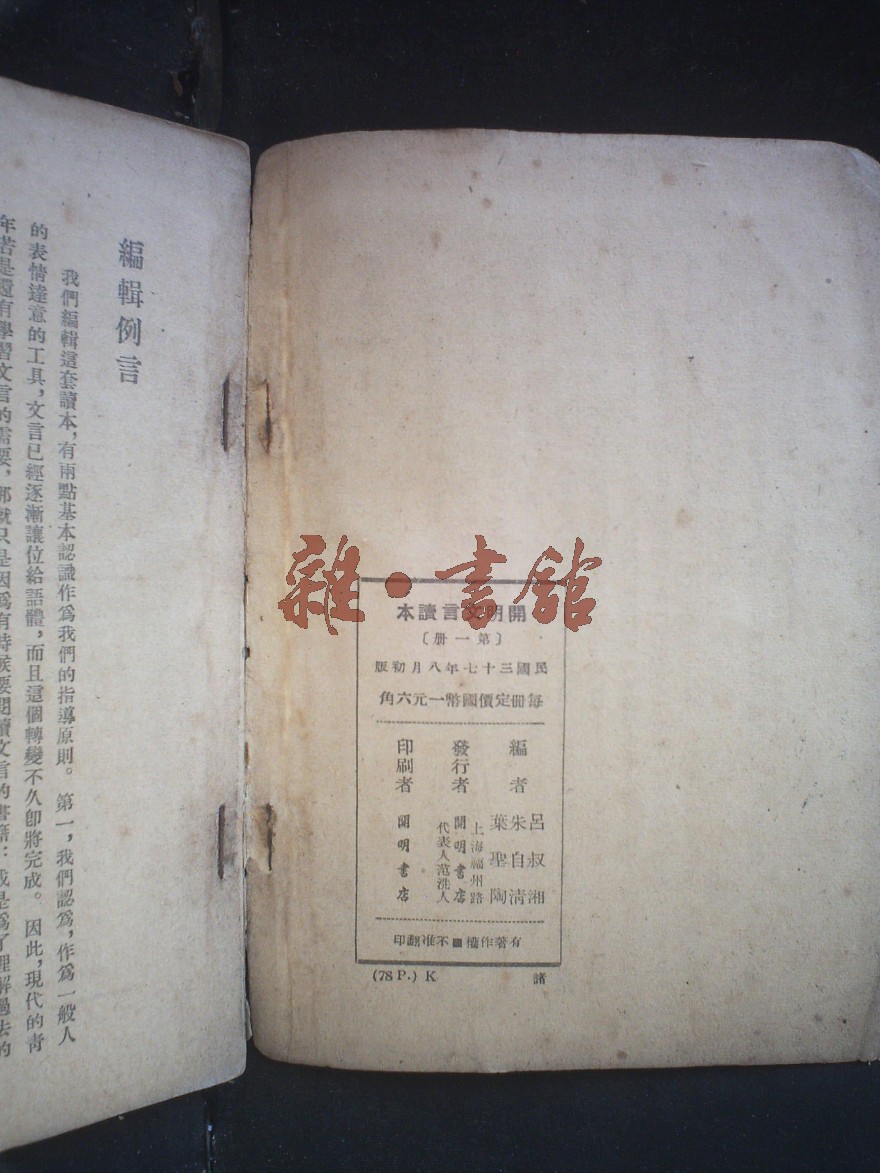 編輯例言
我們編輯這套讀本，有兩點基本認識作爲我們的指導原則。第一，我們認爲，作爲一般人
的表情達意的工具，文言已經逐漸讓位給語體，而且這個轉變不久卽將完成。因此，現代的靑
年若是還有學習文言的需要，那就只是因爲有時候要閱讀文言的書籍：或是爲了理解過去的
雜·書館
開明文言讀本
〔第一册〕
民國三十七年八月初版
每册定價國幣一元六角
編者
呂叔湘
朱自清
葉聖陶
發行者
上海福州路
開明書店
代表人范洗人
印刷者
開明書店
有著作權■不准翻印
(78 P.) K
諸